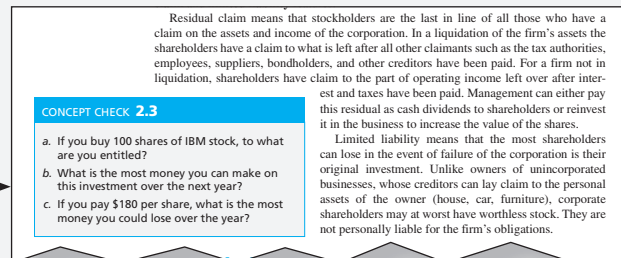 Residual claim means that stockholders are the last in line of all those who have a
claim on the assets and income of the corporation. In a liquidation of the firm's assets the
shareholders have a claim to what is left after all other claimants such as the tax authorities,
employees, suppliers, bondholders, and other creditors have been paid. For a firm not in
liquidation, shareholders have claim to the part of operating income left over after inter-
est and taxes have been paid. Management can either pay
this residual as cash dividends to shareholders or reinvest
it in the business to increase the value of the shares.
Limited liability means that the most shareholders
can lose in the event of failure of the corporation is their
original investment. Unlike owners of unincorporated
businesses, whose creditors can lay claim to the personal
assets of the owner (house, car, furniture), corporate
shareholders may at worst have worthless stock. They are
not personally liable for the firm's obligations.
CONCEPT CHECK 2.3
a. If you buy 100 shares of IBM stock, to what
are you entitled?
b. What is the most money you can make on
this investment over the next year?
c. If you pay $180 per share, what is the most
money you could lose over the year?